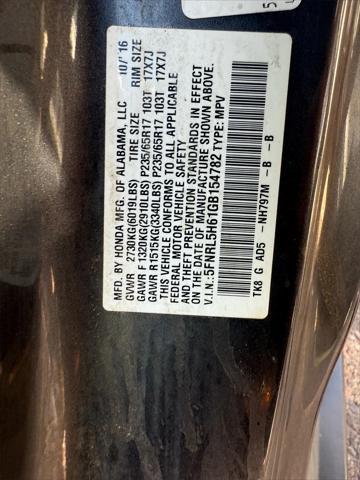 MFD. BY HONDA MFG. OF ALABAMA, LLC 10/'16
GVWR 2730KG(6019LBS) TIRE SIZE RIM SIZE
GAWR F 1320KG(2910LBS) P235/65R17 103T 17X7J
GAWR R1515KG(3340LBS) P235/65R17 103T 17X7J
THIS VEHICLE CONFORMS TO ALL APPLICABLE
FEDERAL MOTOR VEHICLE SAFETY
AND THEFT PREVENTION STANDARDS IN EFFECT
ON THE DATE OF MANUFACTURE SHOWN ABOVE.
V.I.N.:5FNRL5H61GB154782 TYPE: MPV
TK8 G AD5 -NH797M - B - B
5